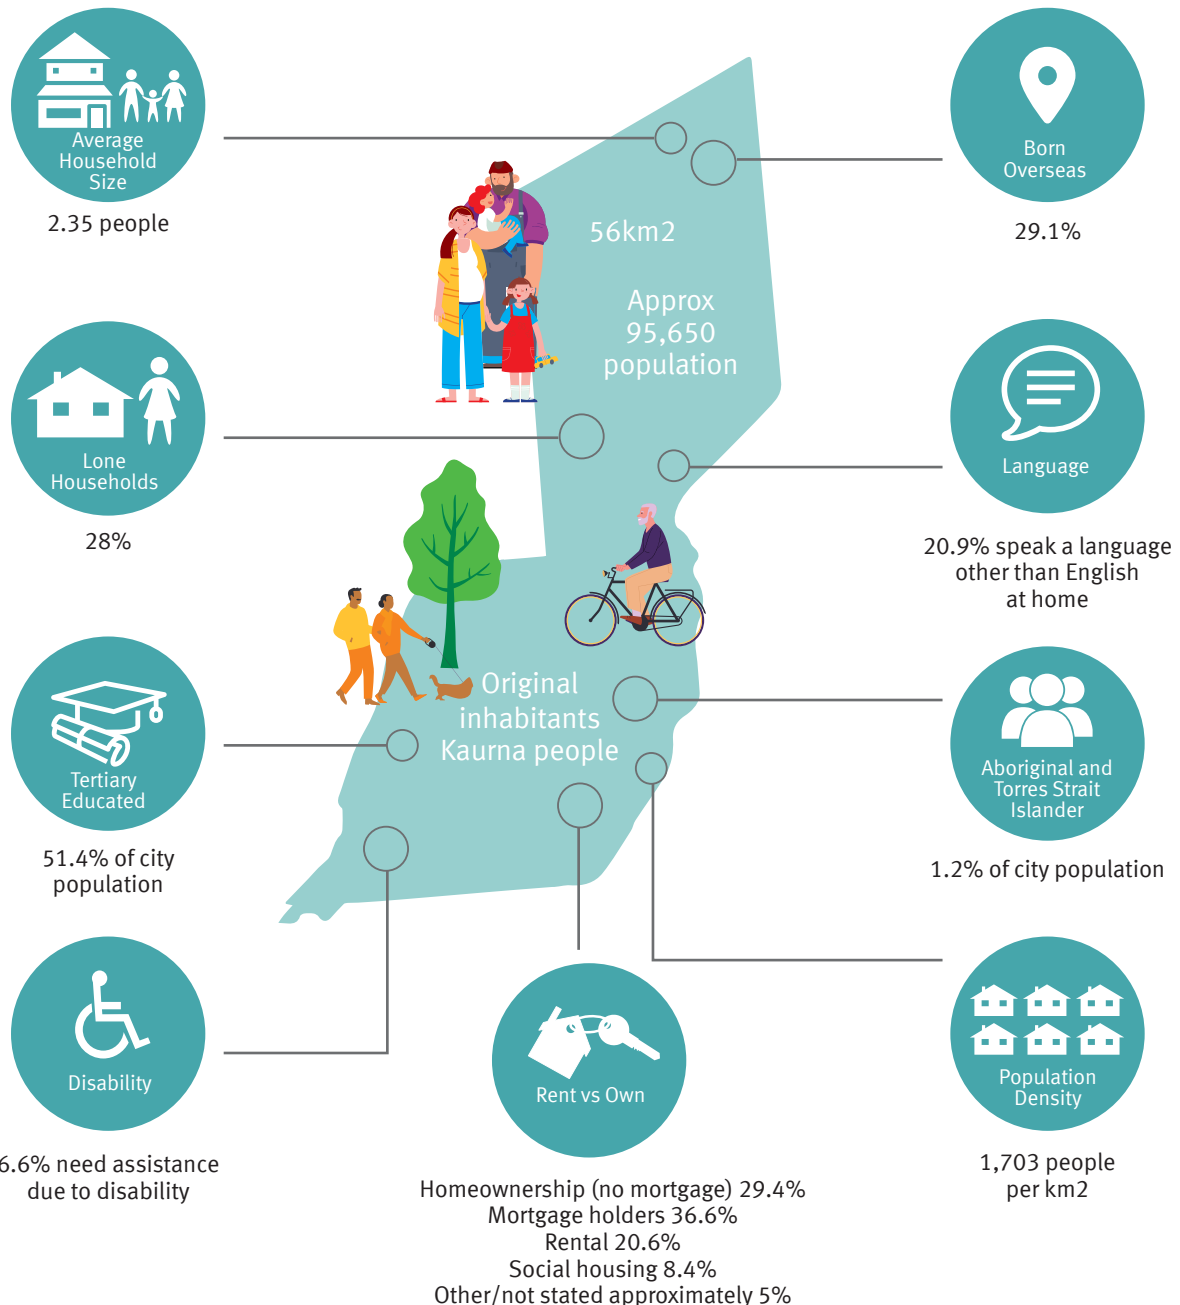 Average
Household
Size
2.35 people
Born
Overseas
29.1%
56km2
Approx
95,650
population
Lone
Households
28%
Language
20.9% speak a language
other than English
at home
Original
inhabitants
Kaurna people
Tertiary
Educated
51.4% of city
population
Aboriginal and
Torres Strait
Islander
1.2% of city population
Disability
6.6% need assistance
due to disability
Rent vs Own
Homeownership (no mortgage) 29.4%
Mortgage holders 36.6%
Rental 20.6%
Social housing 8.4%
Other/not stated approximately 5%
Population
Density
1,703 people
per km2